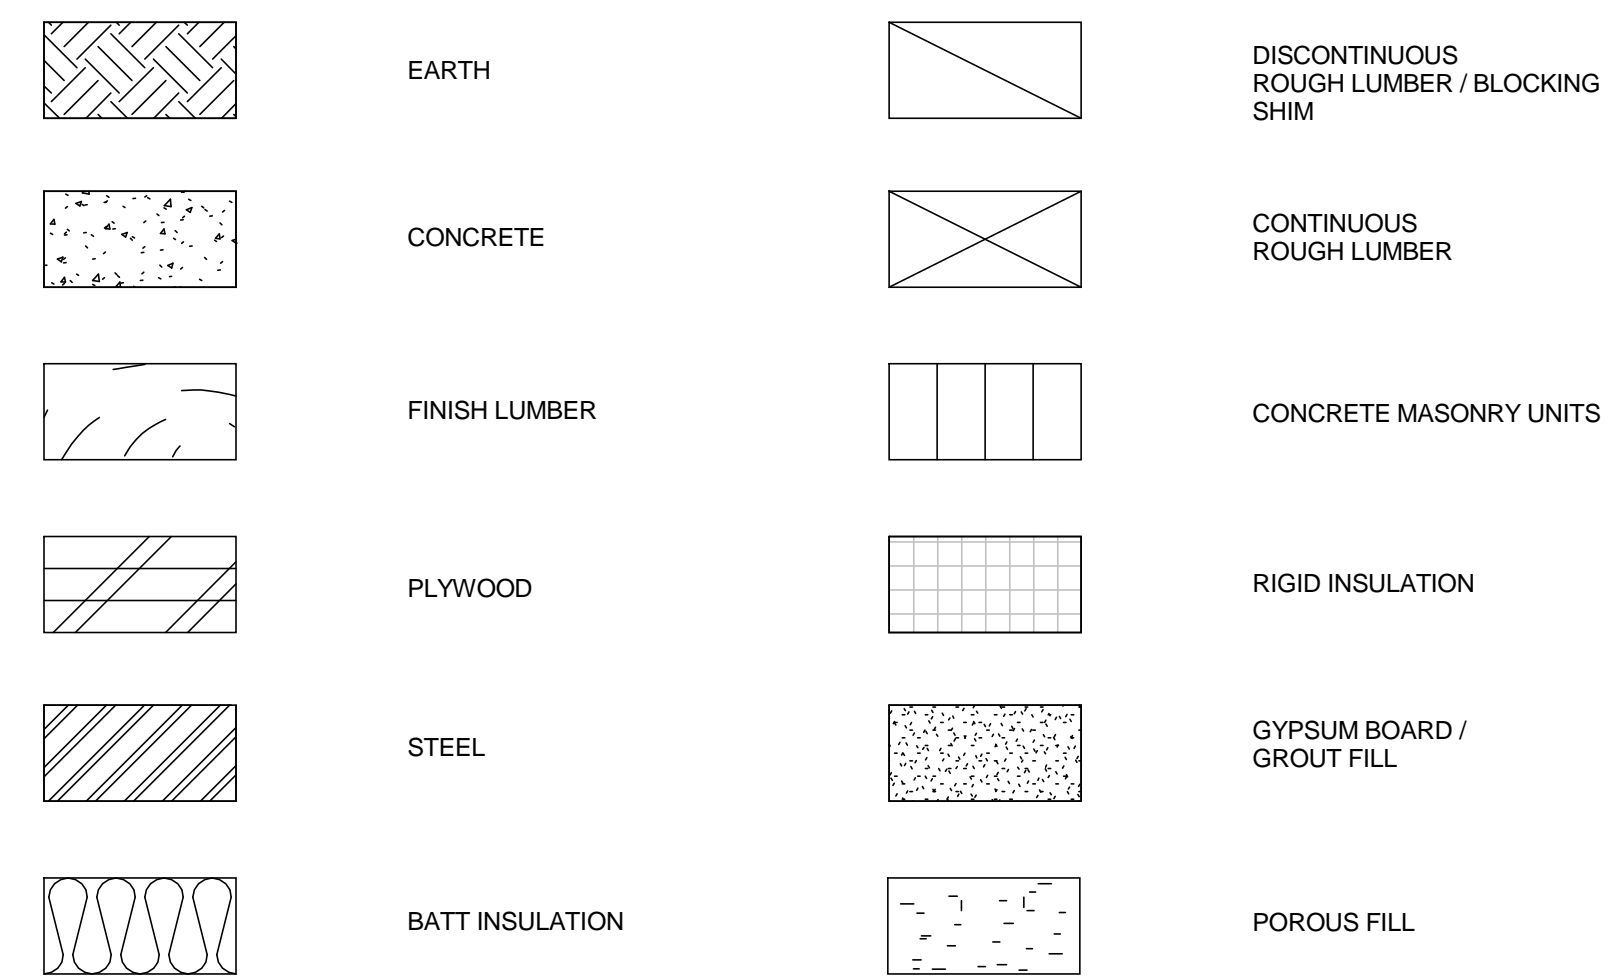 EARTH
CONCRETE
FINISH LUMBER
PLYWOOD
STEEL
BATT INSULATION
DISCONTINUOUS
ROUGH LUMBER / BLOCKING
SHIM
CONTINUOUS
ROUGH LUMBER
CONCRETE MASONRY UNITS
RIGID INSULATION
GYPSUM BOARD /
GROUT FILL
POROUS FILL